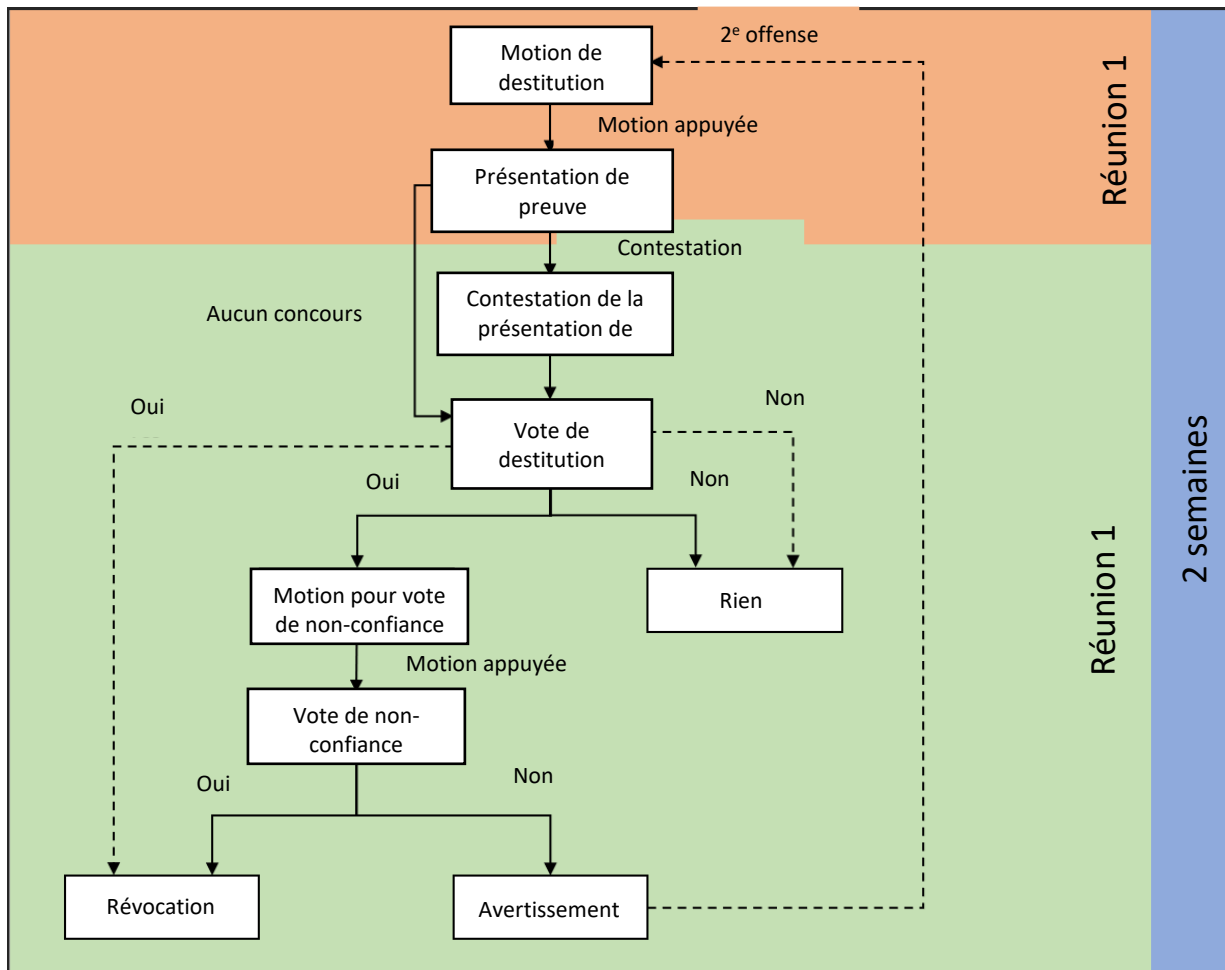 2e offense
Motion de
destitution
Motion appuyée
Réunion 1
Présentation de
preuve
Contestation
Contestation de la
présentation de
Aucun concours
Oui
Non
Vote de
destitution
Oui
Non
2 semaines
Réunion 1
Motion pour vote
de non-confiance
Rien
Motion appuyée
Vote de non-
confiance
Oui
Non
Révocation
Avertissement